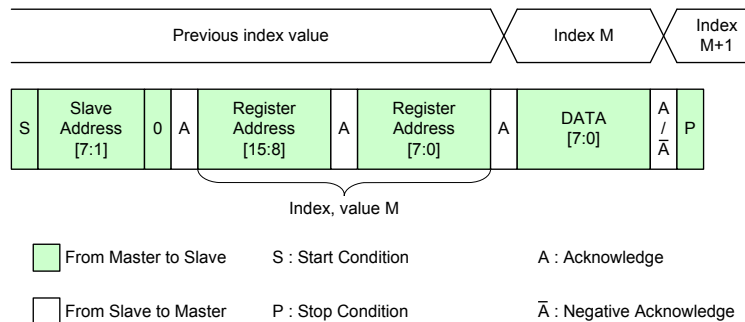 Previous index value
Index M
Index
M+1
S
Slave
Address
[7:1]
0
A
Register
Address
[15:8]
A
Register
Address
[7:0]
A
DATA
[7:0]
A
/
A̅
P
Index, value M
From Master to Slave
S : Start Condition
A : Acknowledge
From Slave to Master
P : Stop Condition
A̅ : Negative Acknowledge